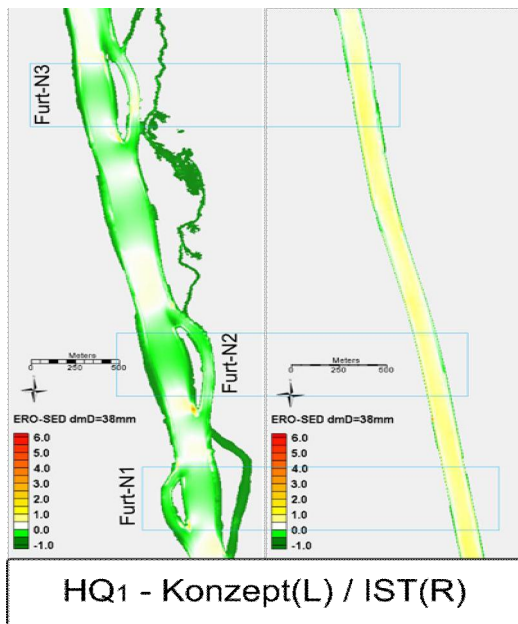 Furt-N3
Furt-N2
Furt-N1
Meters
0 250 500
ERO-SED dmD=38mm
6.0
5.0
4.0
3.0
2.0
1.0
0.0
-1.0
Meters
0 250 500
ERO-SED dmD=38mm
6.0
5.0
4.0
3.0
2.0
1.0
0.0
-1.0
HQ1 - Konzept(L) / IST(R)